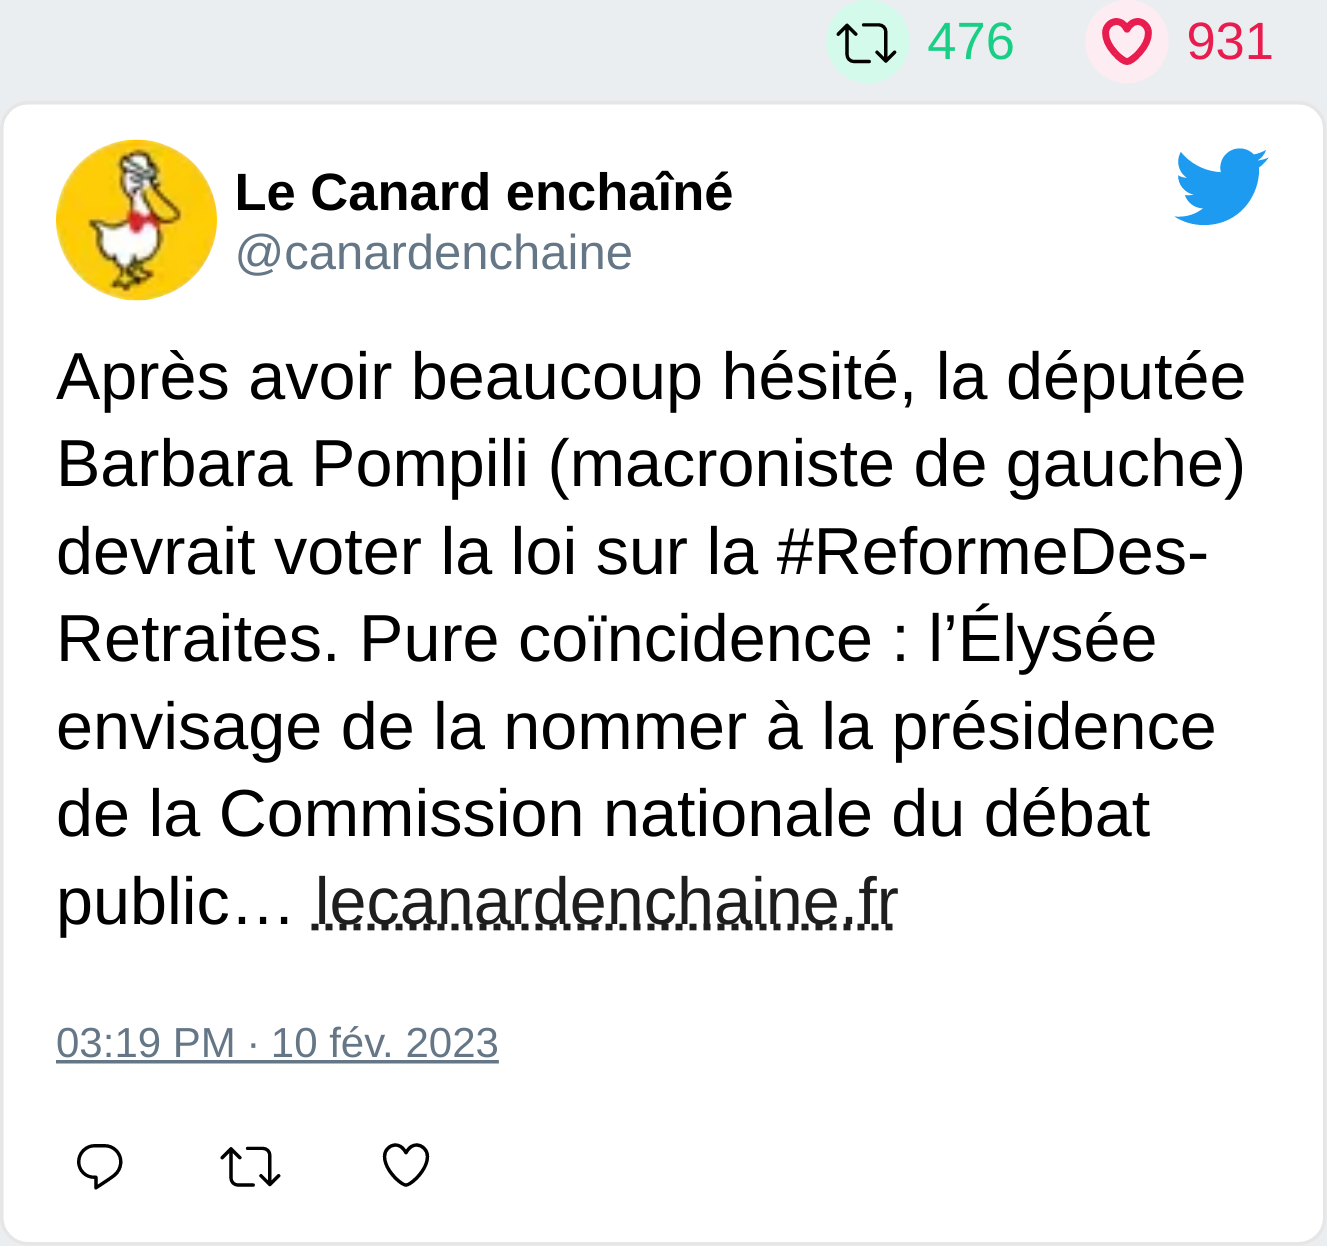 476 931
Le Canard enchaîné
@canardenchaine
Après avoir beaucoup hésité, la députée
Barbara Pompili (macroniste de gauche)
devrait voter la loi sur la #ReformeDes-
Retraites. Pure coïncidence : l’Élysée
envisage de la nommer à la présidence
de la Commission nationale du débat
public… lecanardenchaine.fr
03:19 PM · 10 fév. 2023